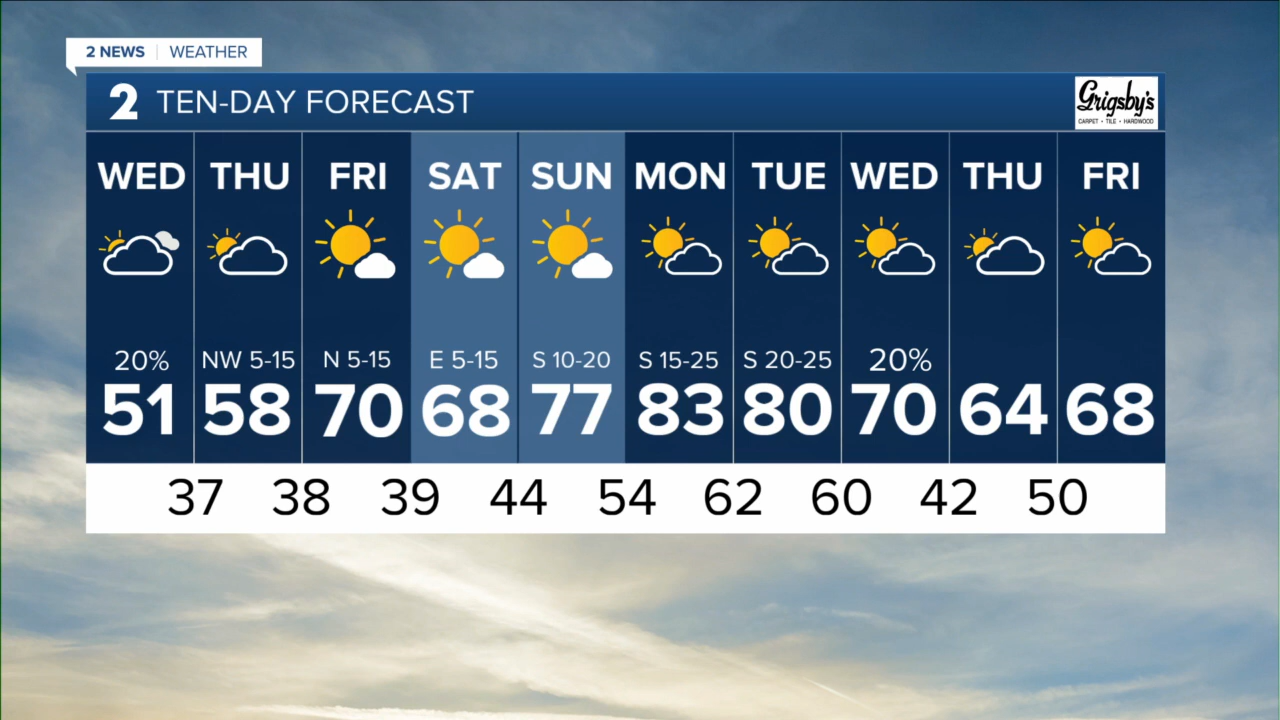 2 NEWS | WEATHER
2 TEN-DAY FORECAST
Grigsby's
CARPET • TILE • HARDWOOD
WED THU FRI SAT SUN MON TUE WED THU FRI
20% NW 5-15 N 5-15 E 5-15 S 10-20 S 15-25 S 20-25 20%
51 58 70 68 77 83 80 70 64 68
37 38 39 44 54 62 60 42 50